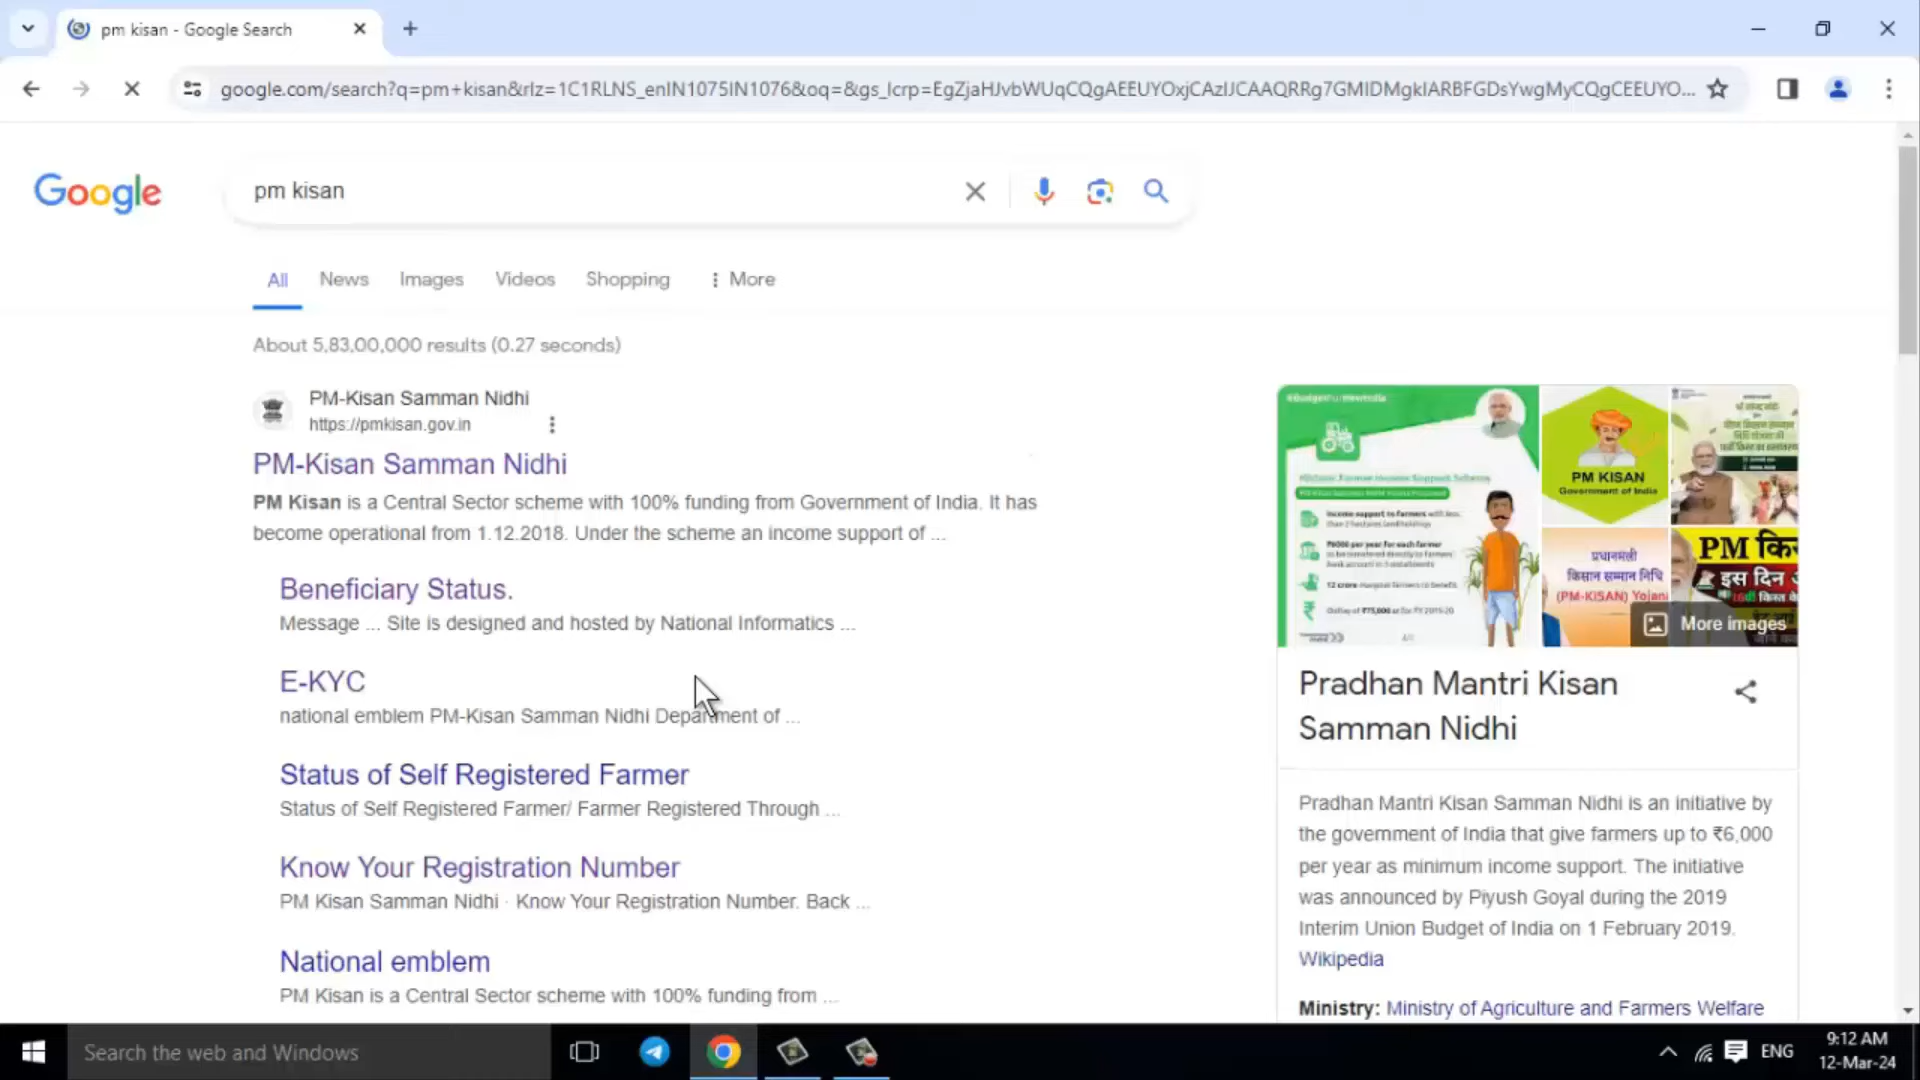 pm kisan - Google Search
google.com/search?q=pm+kisan&rlz=1C1RLNS_enIN1075IN1076&oq=&gs_lcrp=EgZjaHJvbWUqCQgAEEUYOxjCAzIJCAAQRRg7GMIDMgkIARBFGDsYwgMyCQgCEEUYO...
Google
pm kisan
All
News
Images
Videos
Shopping
More
About 5,83,00,000 results (0.27 seconds)
PM-Kisan Samman Nidhi
https://pmkisan.gov.in
PM-Kisan Samman Nidhi
PM Kisan is a Central Sector scheme with 100% funding from Government of India. It has
become operational from 1.12.2018. Under the scheme an income support of ...
Beneficiary Status.
Message ... Site is designed and hosted by National Informatics ...
E-KYC
national emblem PM-Kisan Samman Nidhi Department of ...
Status of Self Registered Farmer
Status of Self Registered Farmer/ Farmer Registered Through ...
Know Your Registration Number
PM Kisan Samman Nidhi · Know Your Registration Number. Back ...
National emblem
PM Kisan is a Central Sector scheme with 100% funding from ...
PM KISAN
Government of India
प्रधानमंत्री
किसान सम्मान निधि
(PM-KISAN) Yojana
PM कि
इस दिन
More images
Pradhan Mantri Kisan
Samman Nidhi
Pradhan Mantri Kisan Samman Nidhi is an initiative by
the government of India that give farmers up to ₹6,000
per year as minimum income support. The initiative
was announced by Piyush Goyal during the 2019
Interim Union Budget of India on 1 February 2019.
Wikipedia
Ministry: Ministry of Agriculture and Farmers Welfare
Search the web and Windows
ENG
9:12 AM
12-Mar-24